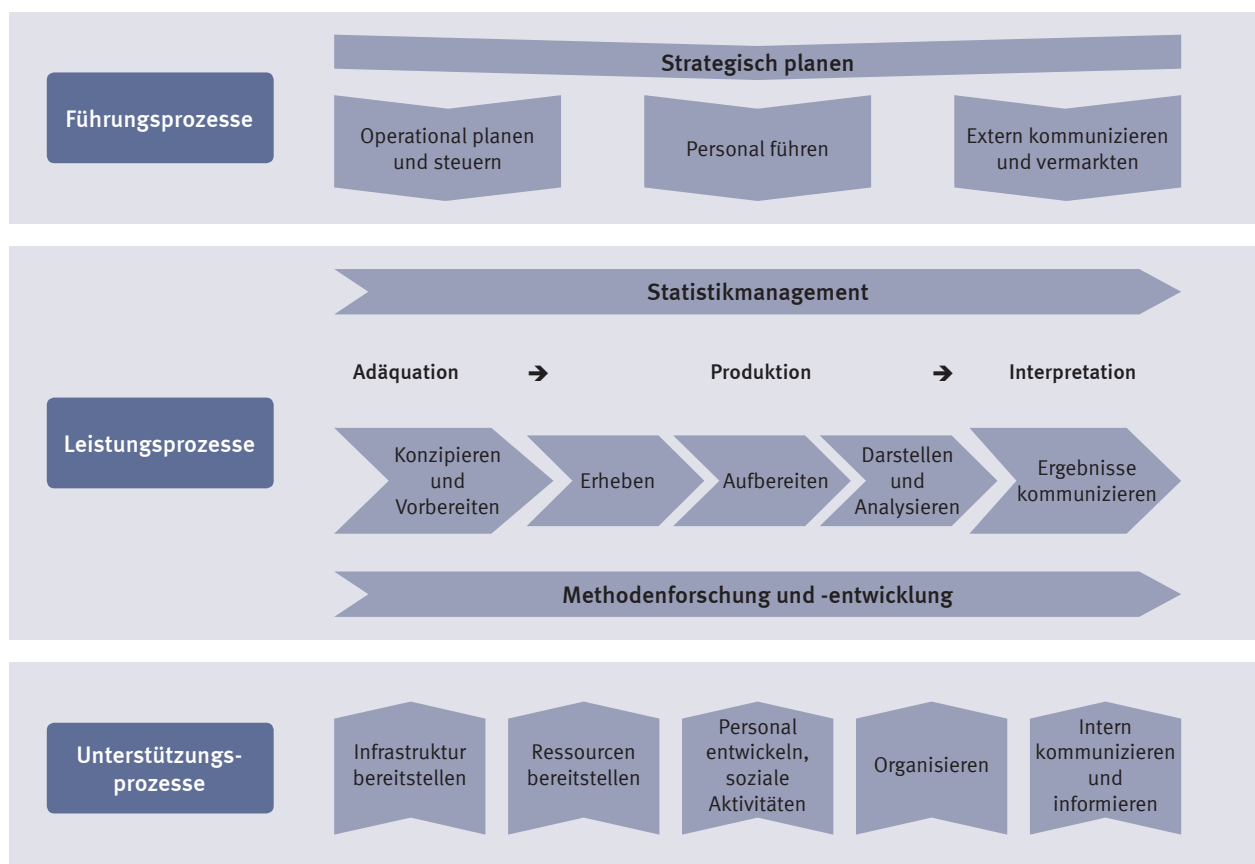 Führungsprozesse
Strategisch planen
Operational planen
und steuern
Personal führen
Extern kommunizieren
und vermarkten
Leistungsprozesse
Statistikmanagement
Adäquation ➔ Produktion ➔ Interpretation
Konzipieren
und
Vorbereiten
Erheben
Aufbereiten
Darstellen
und
Analysieren
Ergebnisse
kommunizieren
Methodenforschung und -entwicklung
Unterstützungs-
prozesse
Infrastruktur
bereitstellen
Ressourcen
bereitstellen
Personal
entwickeln,
soziale
Aktivitäten
Organisieren
Intern
kommunizieren
und
informieren